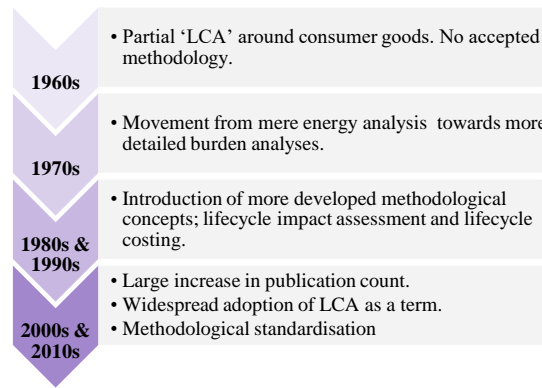 1960s
• Partial ‘LCA’ around consumer goods. No accepted
methodology.
1970s
• Movement from mere energy analysis towards more
detailed burden analyses.
1980s &
1990s
• Introduction of more developed methodological
concepts; lifecycle impact assessment and lifecycle
costing.
2000s &
2010s
• Large increase in publication count.
• Widespread adoption of LCA as a term.
• Methodological standardisation